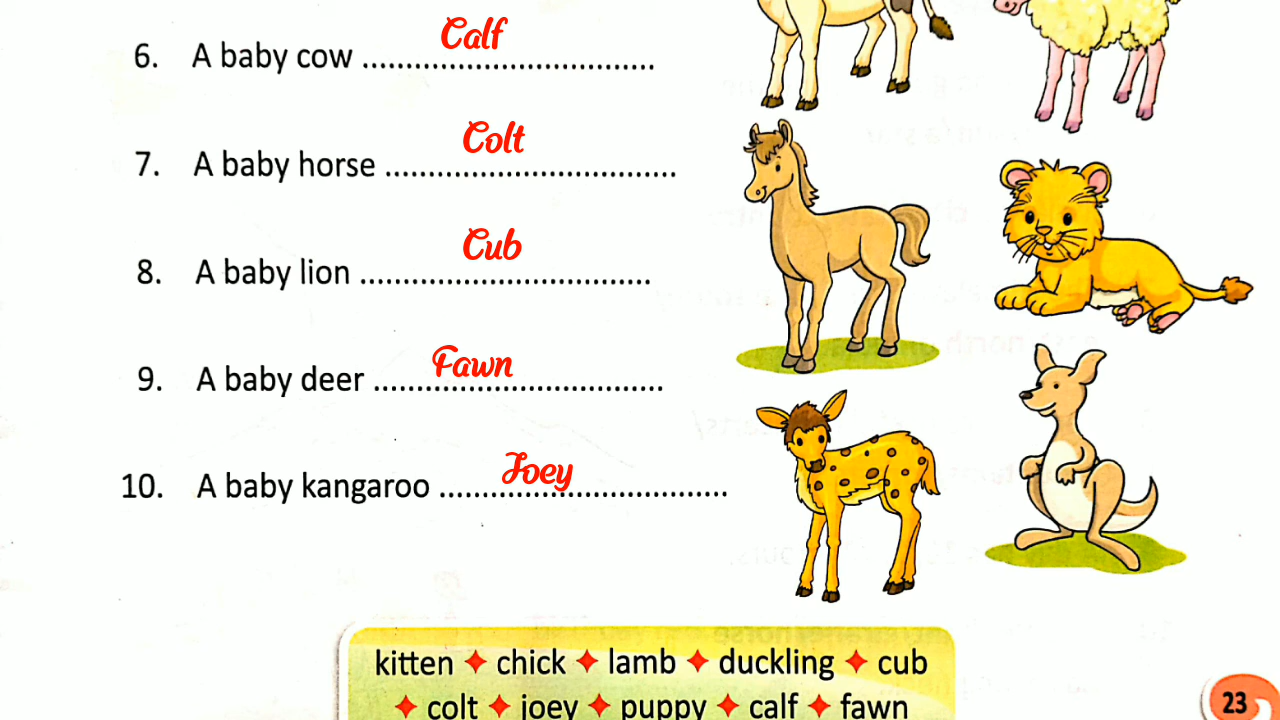 6. A baby cow Calf
7. A baby horse Colt
8. A baby lion Cub
9. A baby deer Fawn
10. A baby kangaroo Joey
kitten ✦ chick ✦ lamb ✦ duckling ✦ cub
✦ colt ✦ joey ✦ puppy ✦ calf ✦ fawn
23